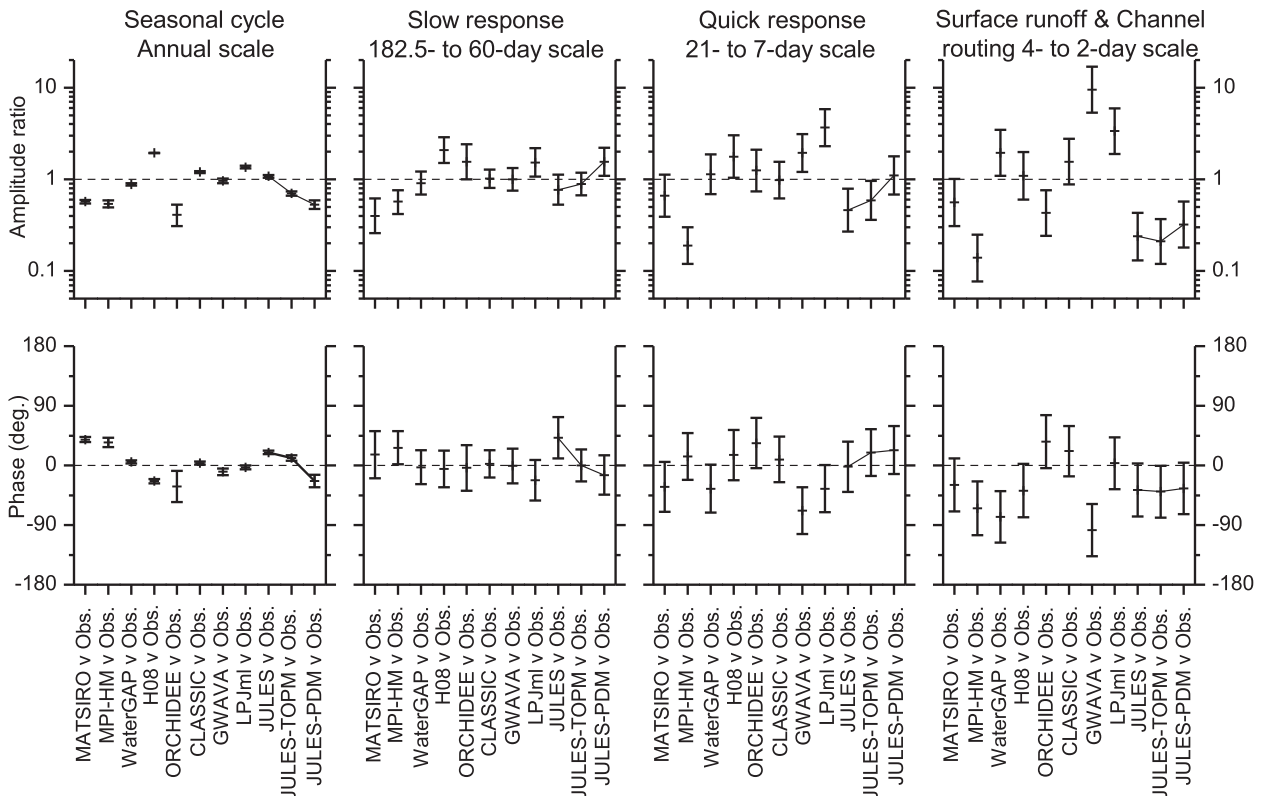 Seasonal cycle
Annual scale
Slow response
182.5- to 60-day scale
Quick response
21- to 7-day scale
Surface runoff & Channel
routing 4- to 2-day scale
Amplitude ratio
10
1
0.1
10
1
0.1
Phase (deg.)
180
90
0
-90
-180
180
90
0
-90
-180
MATSIRO v Obs.
MPI-HM v Obs.
WaterGAP v Obs.
H08 v Obs.
ORCHIDEE v Obs.
CLASSIC v Obs.
GWAVA v Obs.
LPJml v Obs.
JULES v Obs.
JULES-TOPM v Obs.
JULES-PDM v Obs.
MATSIRO v Obs.
MPI-HM v Obs.
WaterGAP v Obs.
H08 v Obs.
ORCHIDEE v Obs.
CLASSIC v Obs.
GWAVA v Obs.
LPJml v Obs.
JULES v Obs.
JULES-TOPM v Obs.
JULES-PDM v Obs.
MATSIRO v Obs.
MPI-HM v Obs.
WaterGAP v Obs.
H08 v Obs.
ORCHIDEE v Obs.
CLASSIC v Obs.
GWAVA v Obs.
LPJml v Obs.
JULES v Obs.
JULES-TOPM v Obs.
JULES-PDM v Obs.
MATSIRO v Obs.
MPI-HM v Obs.
WaterGAP v Obs.
H08 v Obs.
ORCHIDEE v Obs.
CLASSIC v Obs.
GWAVA v Obs.
LPJml v Obs.
JULES v Obs.
JULES-TOPM v Obs.
JULES-PDM v Obs.